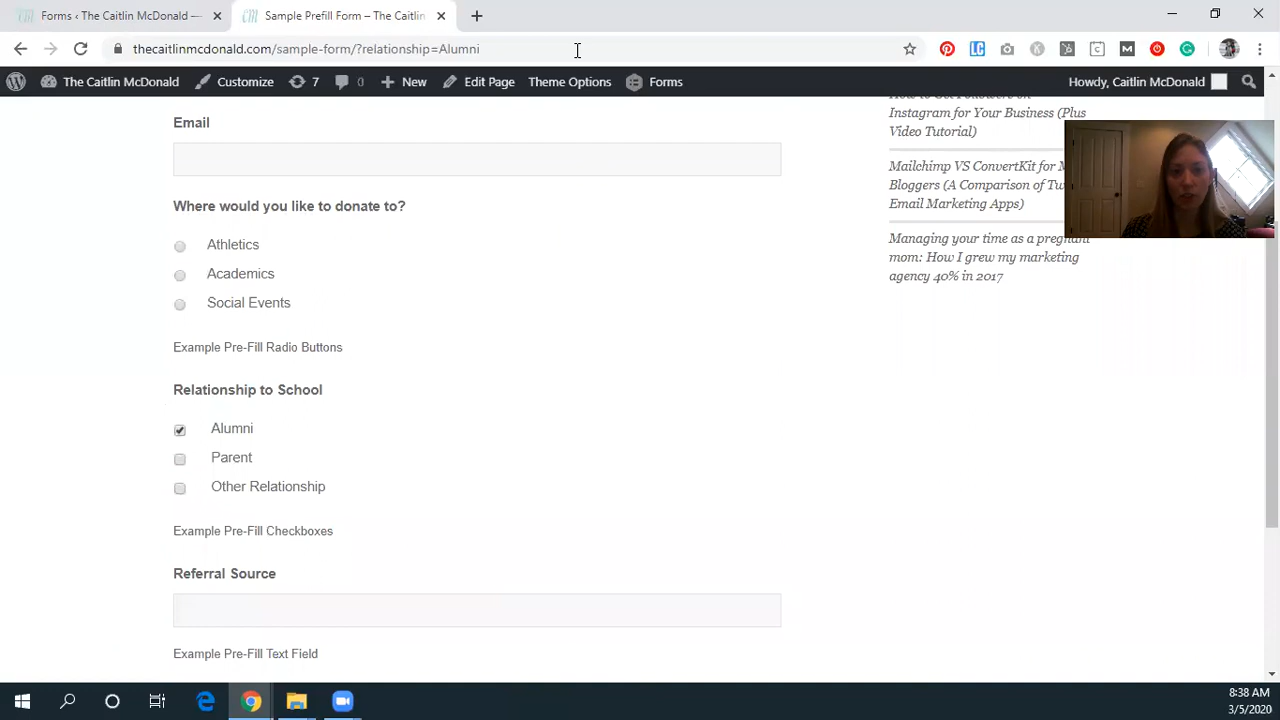 Forms ‹ The Caitlin McDonald —
Sample Prefill Form – The Caitlin
thecaitlinmcdonald.com/sample-form/?relationship=Alumni
The Caitlin McDonald
Customize
7
0
New
Edit Page
Theme Options
Forms
Howdy, Caitlin McDonald
Email
Where would you like to donate to?
Athletics
Academics
Social Events
Example Pre-Fill Radio Buttons
Relationship to School
Alumni
Parent
Other Relationship
Example Pre-Fill Checkboxes
Referral Source
Example Pre-Fill Text Field
How to Get Followers on
Instagram for Your Business (Plus
Video Tutorial)
Mailchimp VS ConvertKit for
Bloggers (A Comparison of
Email Marketing Apps)
Managing your time as a pregnant
mom: How I grew my marketing
agency 40% in 2017
8:38 AM
3/5/2020